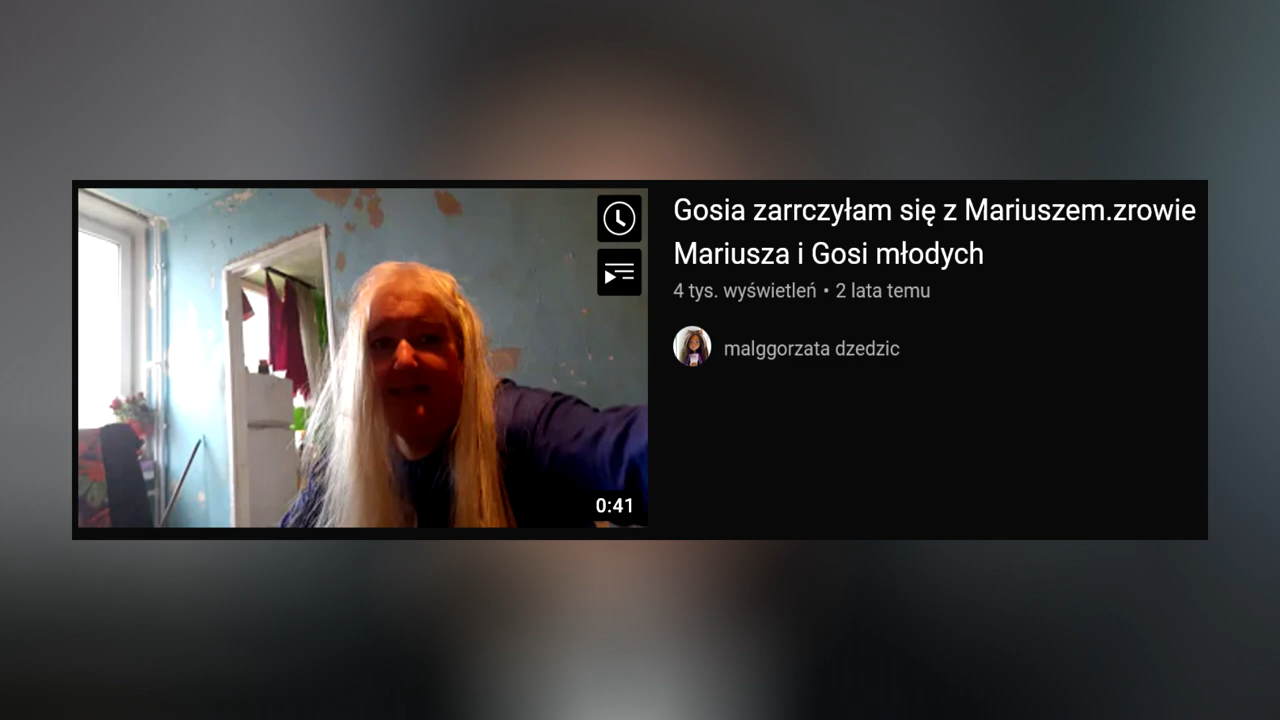 Gosia zarrczyłam się z Mariuszem.zrowie
Mariusza i Gosi młodych
4 tys. wyświetleń • 2 lata temu
malggorzata dzedzic
0:41